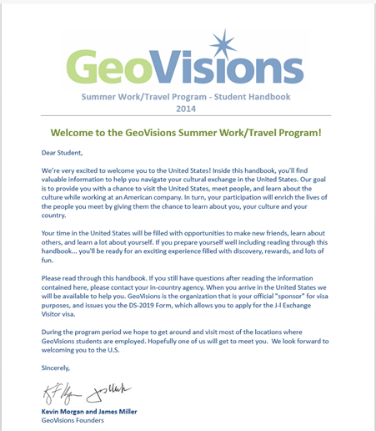 GeoVisions
Summer Work/Travel Program - Student Handbook
2014
Welcome to the GeoVisions Summer Work/Travel Program!
Dear Student,
We're very excited to welcome you to the United States! Inside this handbook, you'll find
valuable information to help you navigate your cultural exchange in the United States. Our goal
is to provide you with a chance to visit the United States, meet people, and learn about the
culture while working at an American company. In turn, your participation will enrich the lives of
the people you meet by giving them the chance to learn about you, your culture and your
country.
Your time in the United States will be filled with opportunities to make new friends, learn about
others, and learn a lot about yourself. If you prepare yourself well including reading through this
handbook... you'll be ready for an exciting experience filled with discovery, rewards, and lots of
fun.
Please read through this handbook. If you still have questions after reading the information
contained here, please contact your in-country agency. When you arrive in the United States we
will be available to help you. GeoVisions is the organization that is your official "sponsor" for visa
purposes, and issues you the DS-2019 Form, which allows you to apply for the J-I Exchange
Visitor visa.
During the program period we hope to get around and visit most of the locations where
GeoVisions students are employed. Hopefully one of us will get to meet you. We look forward to
welcoming you to the U.S.
Sincerely,
Kevin Morgan and James Miller
GeoVisions Founders